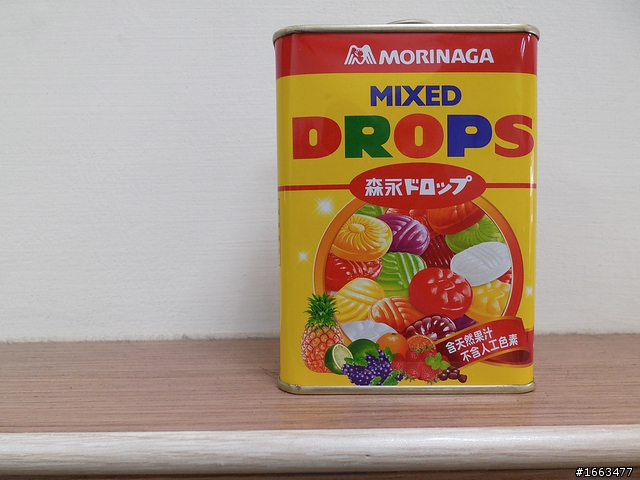 MORINAGA
MIXED
DROPS
森永ドロップ
含天然果汁
不含人工色素
#1663477